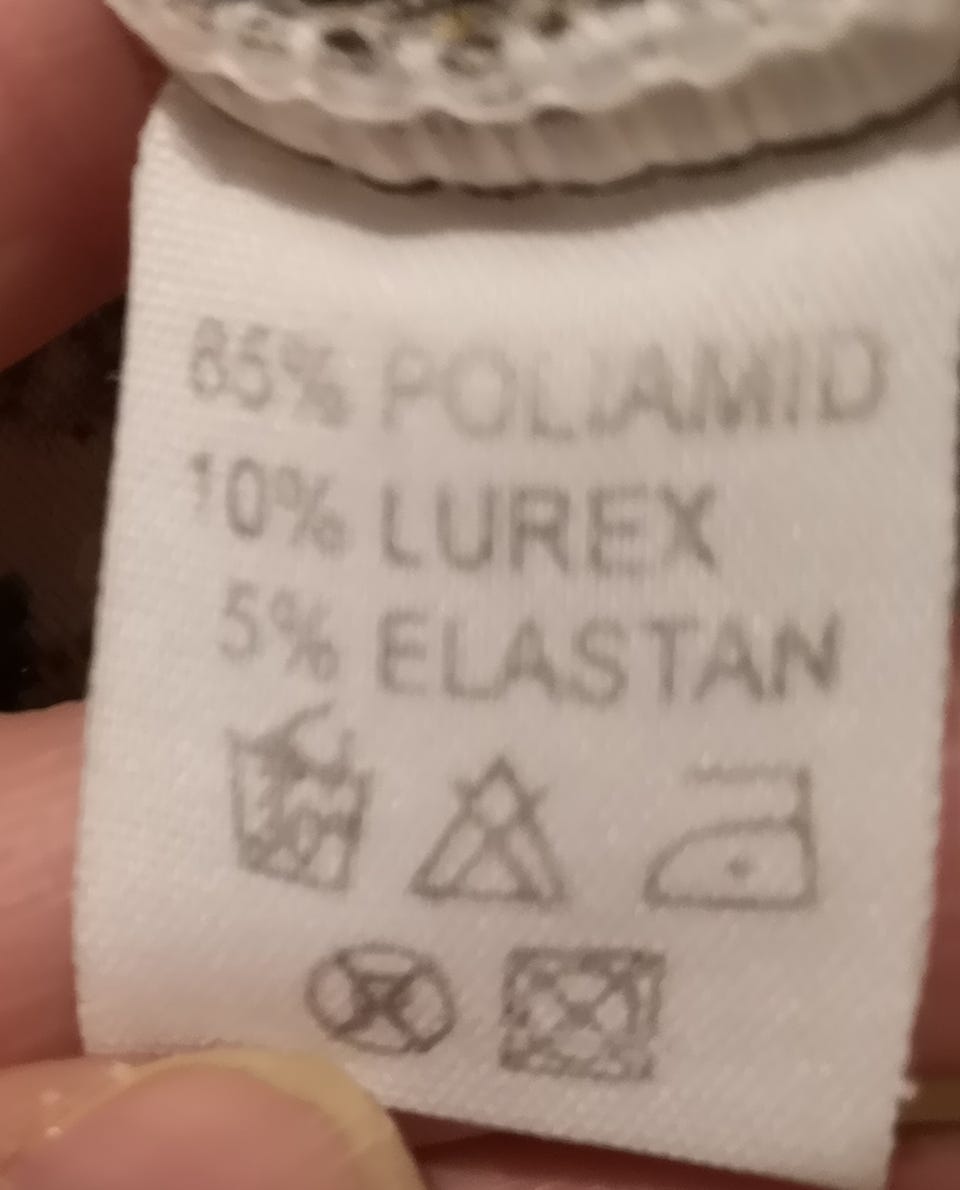 85% POLIAMID
10% LUREX
5% ELASTAN